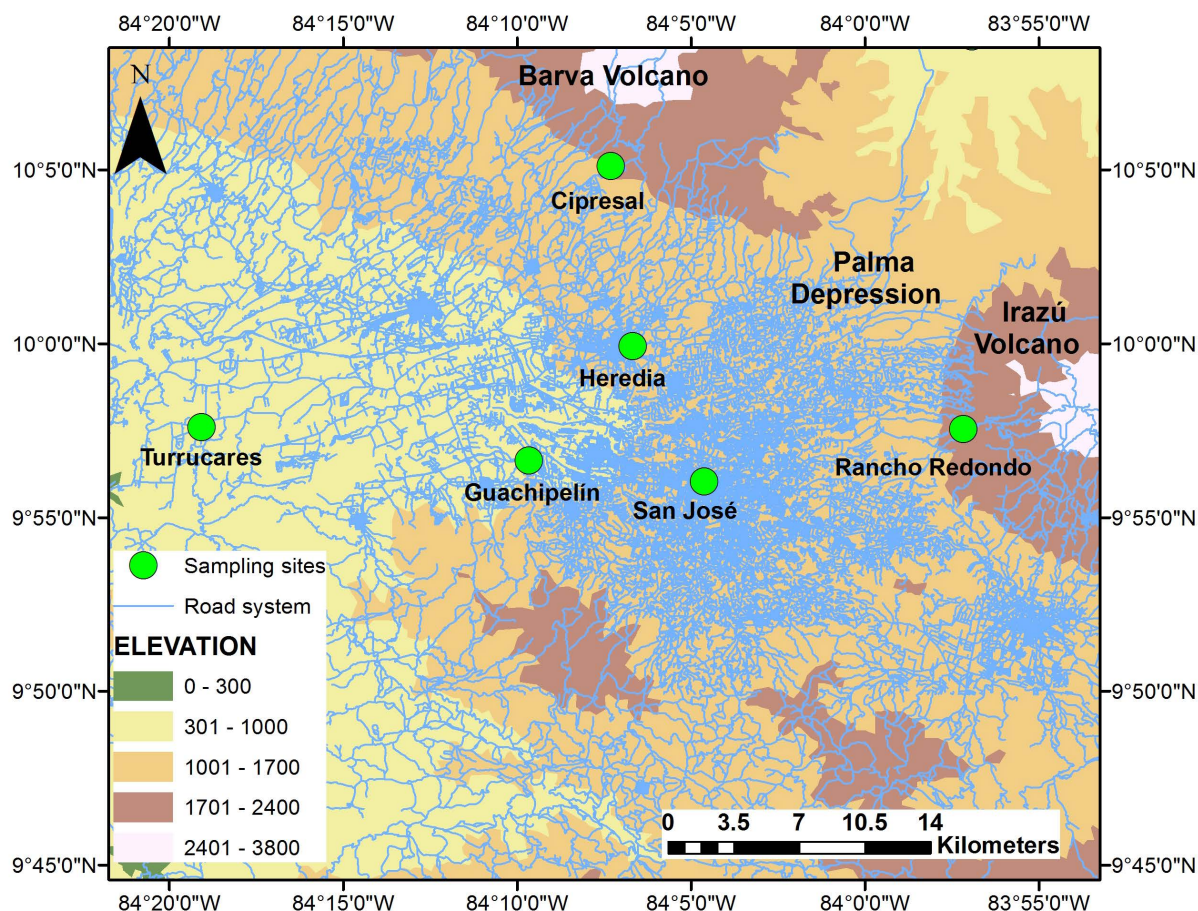 84°20'0"W 84°15'0"W 84°10'0"W 84°5'0"W 84°0'0"W 83°55'0"W
N
Barva Volcano
10°5'0"N
10°5'0"N
Cipresal
Palma
Depression
Irazú
Volcano
10°0'0"N
10°0'0"N
Heredia
Turrucares
Guachipelín
San José
Rancho Redondo
9°55'0"N
9°55'0"N
Sampling sites
Road system
ELEVATION
0 - 300
301 - 1000
1001 - 1700
1701 - 2400
2401 - 3800
9°50'0"N
9°50'0"N
0 3.5 7 10.5 14
Kilometers
9°45'0"N
9°45'0"N
84°20'0"W 84°15'0"W 84°10'0"W 84°5'0"W 84°0'0"W 83°55'0"W